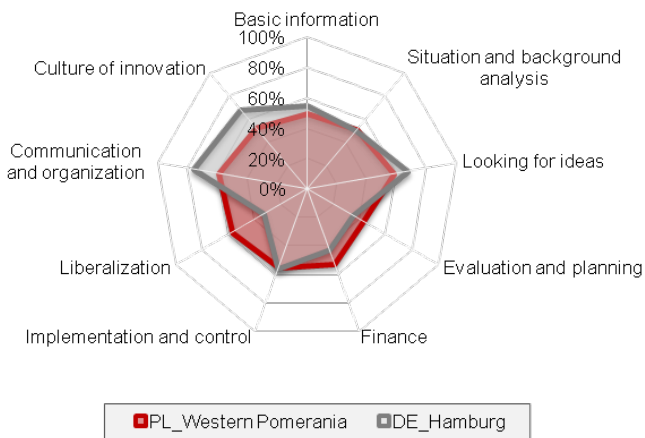 Basic information
100%
Situation and background
analysis
Culture of innovation
80%
60%
40%
Communication
and organization
20%
Looking for ideas
0%
Liberalization
Evaluation and planning
Implementation and control
Finance
PL_Western Pomerania
DE_Hamburg